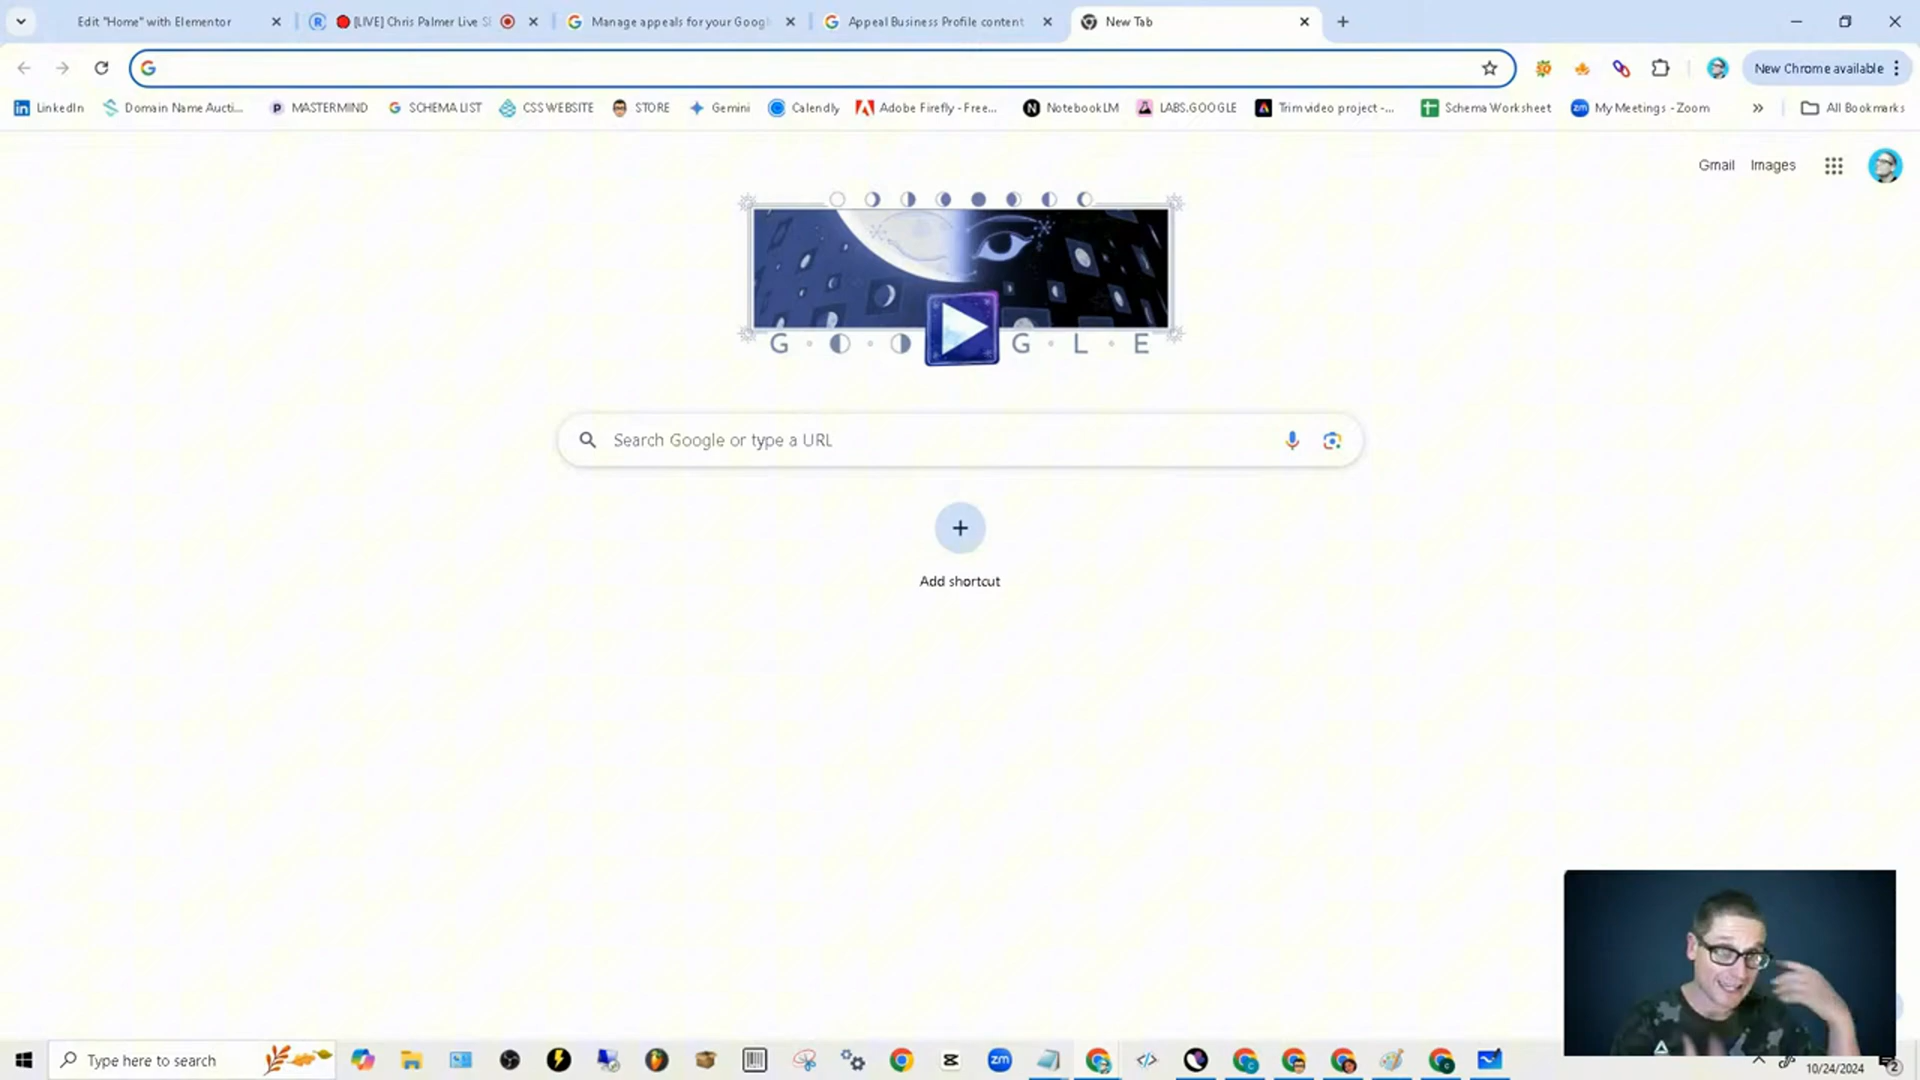 Edit "Home" with Elementor
[LIVE] Chris Palmer Live S
Manage appeals for your Googl
Appeal Business Profile content
New Tab
New Chrome available
LinkedIn
Domain Name Aucti...
MASTERMIND
SCHEMA LIST
CSS WEBSITE
STORE
Gemini
Calendly
Adobe Firefly - Free...
NotebookLM
LABS.GOOGLE
Trim video project -...
Schema Worksheet
My Meetings - Zoom
»
All Bookmarks
Gmail
Images
G O O G L E
Search Google or type a URL
Add shortcut
Type here to search
zm
10/24/2024
2